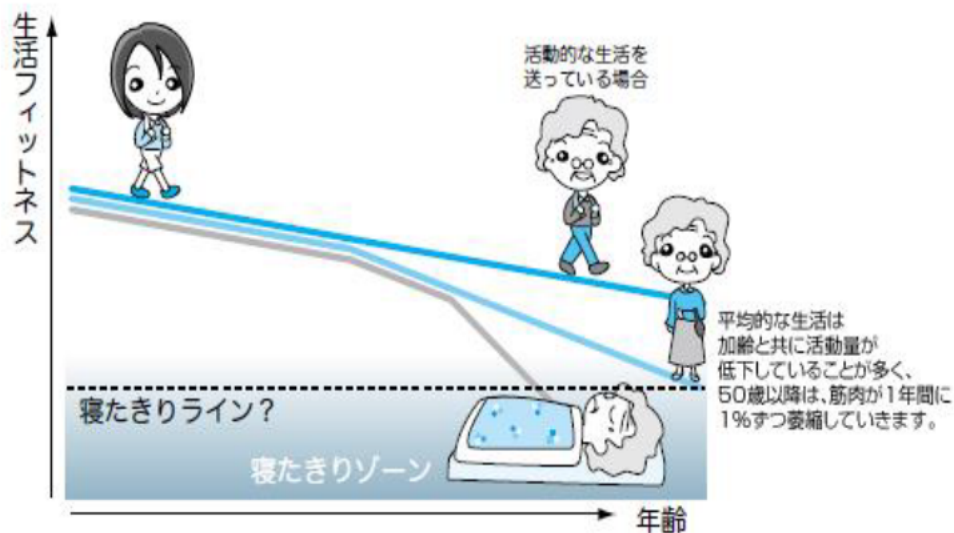 生活フィットネス
活動的な生活を
送っている場合
平均的な生活は
加齢と共に活動量が
低下していることが多く、
50歳以降は、筋肉が1年間に
1%ずつ萎縮していきます。
寝たきりライン？
寝たきりゾーン
年齢